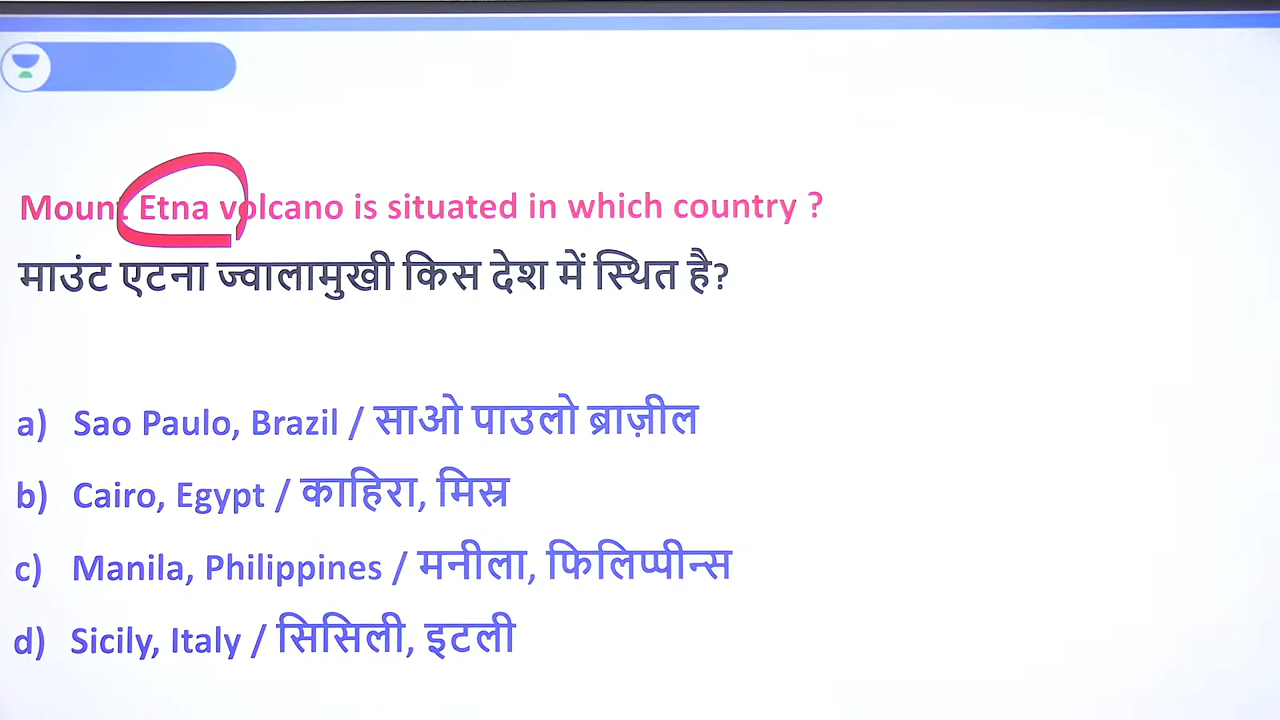 Mount Etna volcano is situated in which country ?
माउंट एटना ज्वालामुखी किस देश में स्थित है?
a) Sao Paulo, Brazil / साओ पाउलो ब्राज़ील
b) Cairo, Egypt / काहिरा, मिस्र
c) Manila, Philippines / मनीला, फिलिप्पीन्स
d) Sicily, Italy / सिसिली, इटली